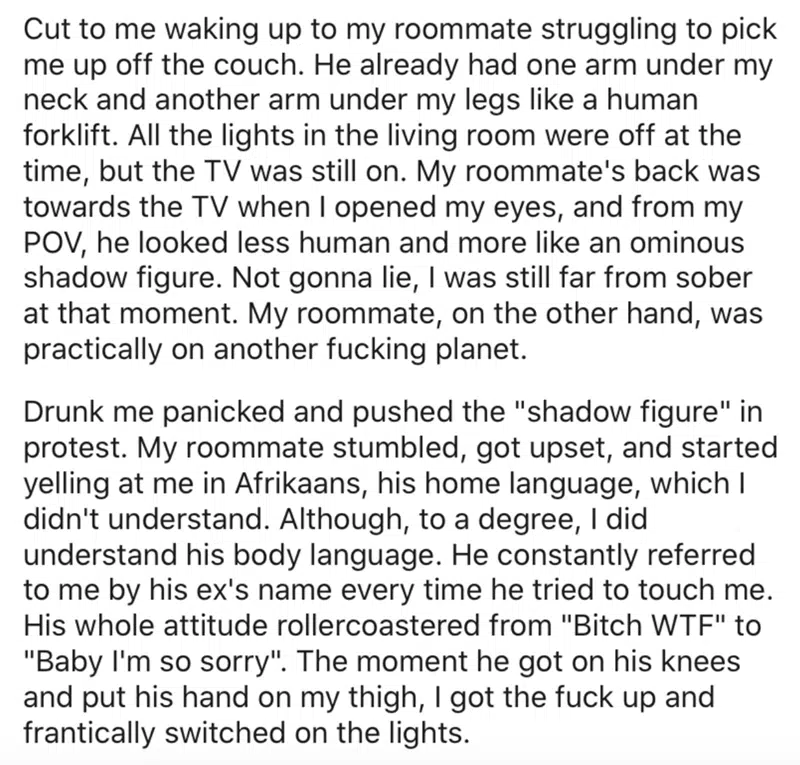 Cut to me waking up to my roommate struggling to pick
me up off the couch. He already had one arm under my
neck and another arm under my legs like a human
forklift. All the lights in the living room were off at the
time, but the TV was still on. My roommate's back was
towards the TV when I opened my eyes, and from my
POV, he looked less human and more like an ominous
shadow figure. Not gonna lie, I was still far from sober
at that moment. My roommate, on the other hand, was
practically on another fucking planet.
Drunk me panicked and pushed the "shadow figure" in
protest. My roommate stumbled, got upset, and started
yelling at me in Afrikaans, his home language, which I
didn't understand. Although, to a degree, I did
understand his body language. He constantly referred
to me by his ex's name every time he tried to touch me.
His whole attitude rollercoastered from "Bitch WTF" to
"Baby I'm so sorry". The moment he got on his knees
and put his hand on my thigh, I got the fuck up and
frantically switched on the lights.